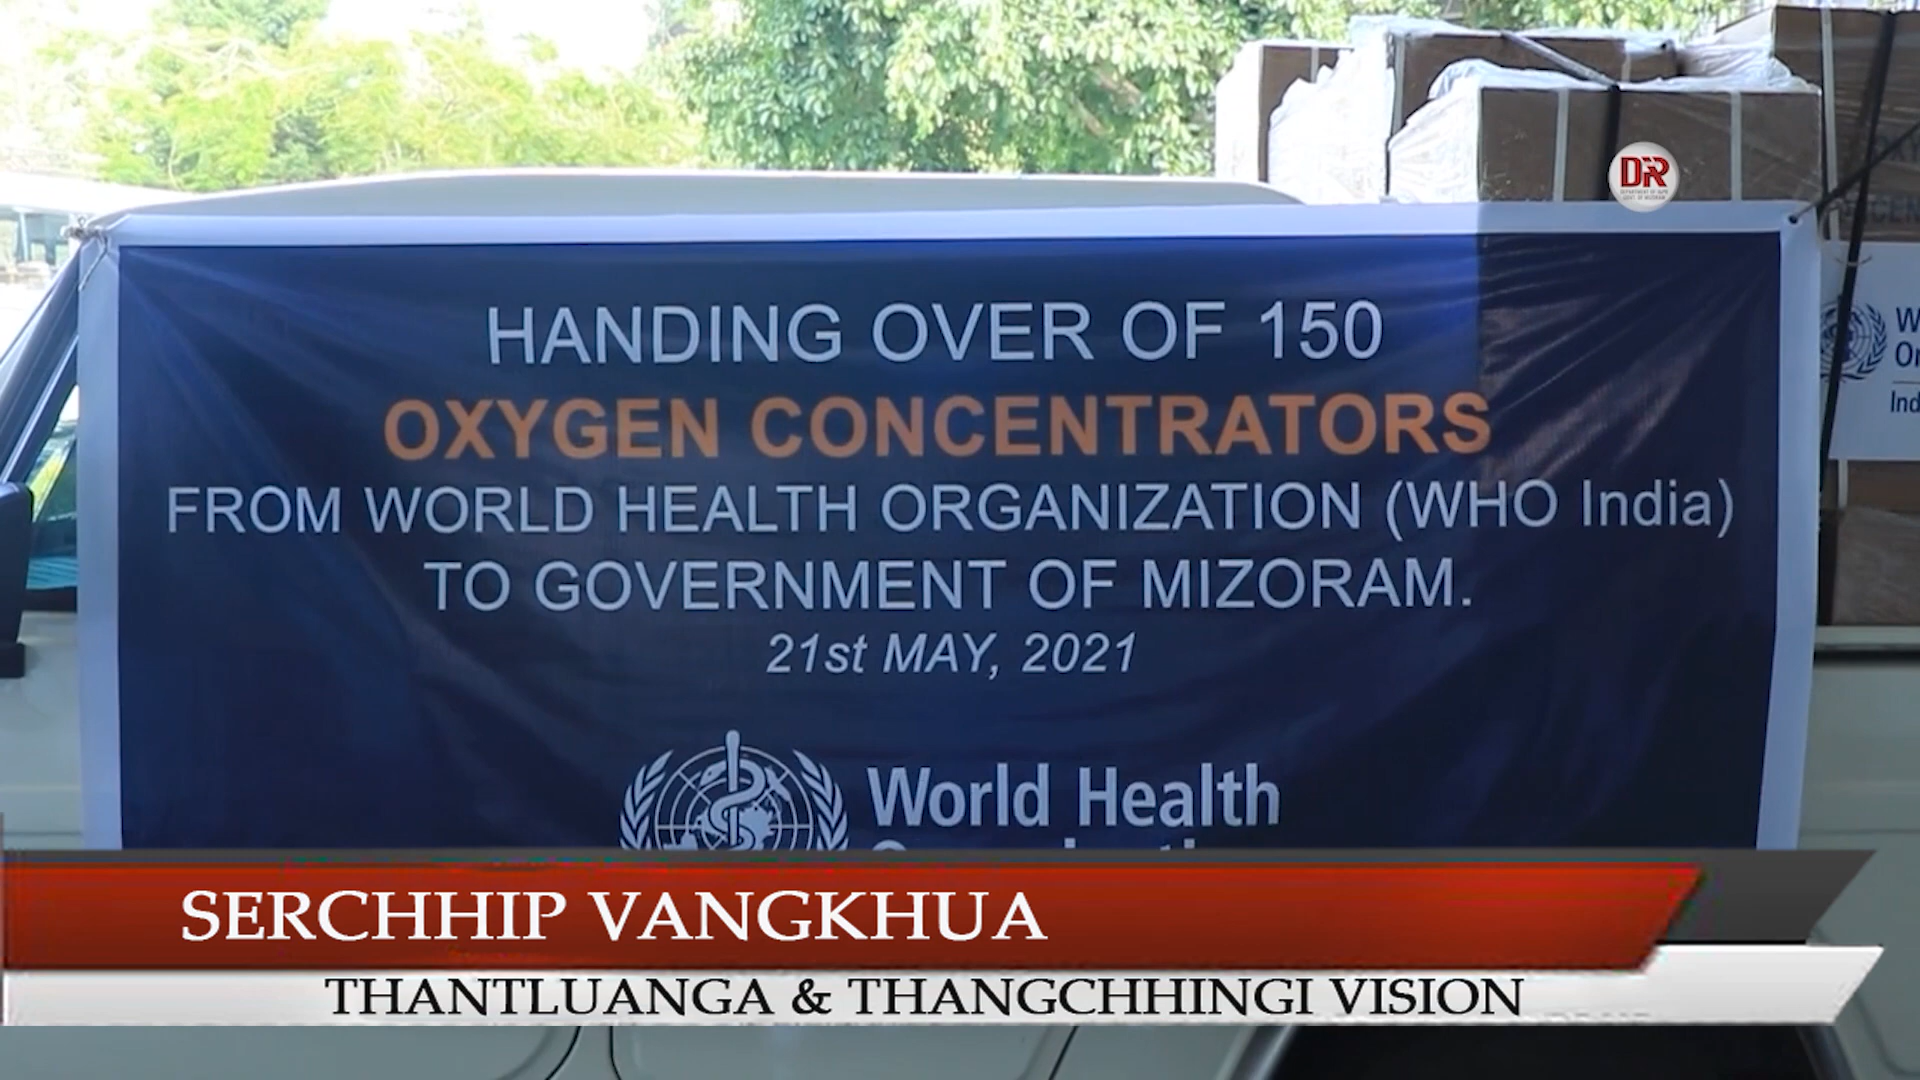 DR
HANDING OVER OF 150
OXYGEN CONCENTRATORS
FROM WORLD HEALTH ORGANIZATION (WHO India)
TO GOVERNMENT OF MIZORAM.
21st MAY, 2021
World Health
SERCHHIP VANGKHUA
THANTLUANGA & THANGCHHINGI VISION